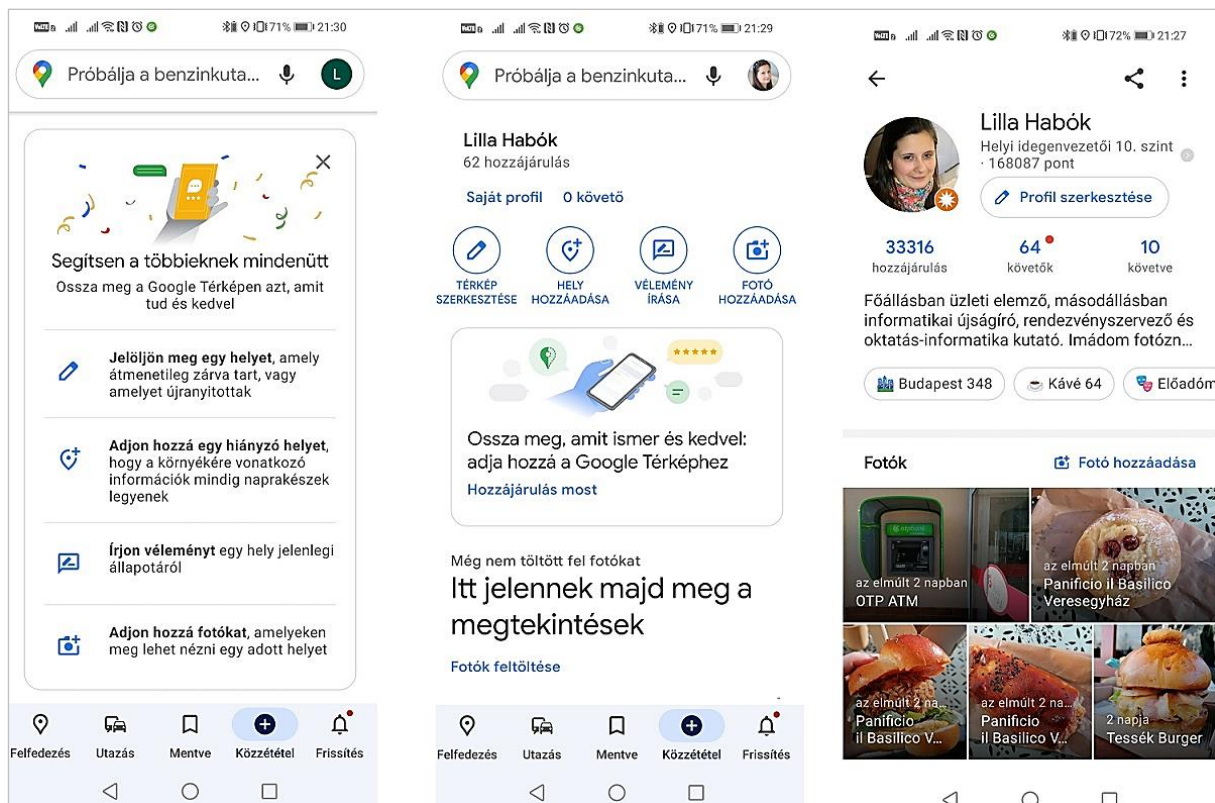 71% 21:30
Próbálja a benzinkuta...
L
Segítsen a többieknek mindenütt
Ossza meg a Google Térképen azt, amit
tud és kedvel
Jelöljön meg egy helyet, amely
átmenetileg zárva tart, vagy
amelyet újranyitottak
Adjon hozzá egy hiányzó helyet,
hogy a környékére vonatkozó
információk mindig naprakészek
legyenek
Írjon véleményt egy hely jelenlegi
állapotáról
Adjon hozzá fotókat, amelyeken
meg lehet nézni egy adott helyet
Felfedezés Utazás Mentve Közzététel Frissítés
71% 21:29
Próbálja a benzinkuta...
Lilla Habók
62 hozzájárulás
Saját profil 0 követő
TÉRKÉP SZERKESZTÉSE
HELY HOZZÁADÁSA
VÉLEMÉNY ÍRÁSA
FOTÓ HOZZÁADÁSA
Ossza meg, amit ismer és kedvel:
adja hozzá a Google Térképhez
Hozzájárulás most
Még nem töltött fel fotókat
Itt jelennek majd meg a
megtekintések
Fotók feltöltése
Felfedezés Utazás Mentve Közzététel Frissítés
72% 21:27
Lilla Habók
Helyi idegenvezetői 10. szint
· 168087 pont
Profil szerkesztése
33316 64 10
hozzájárulás követők követve
Főállásban üzleti elemző, másodállásban
informatikai újságíró, rendezvényszervező és
oktatás-informatika kutató. Imádom fotózn...
Budapest 348 Kávé 64 Előadóm
Fotók Fotó hozzáadása
otpbank
az elmúlt 2 napban
OTP ATM
az elmúlt 2 napban
Panificio il Basilico
Veresegyház
az elmúlt 2 na...
Panificio
il Basilico V...
az elmúlt 2 na...
Panificio
il Basilico V...
2 napja
Tessék Burger